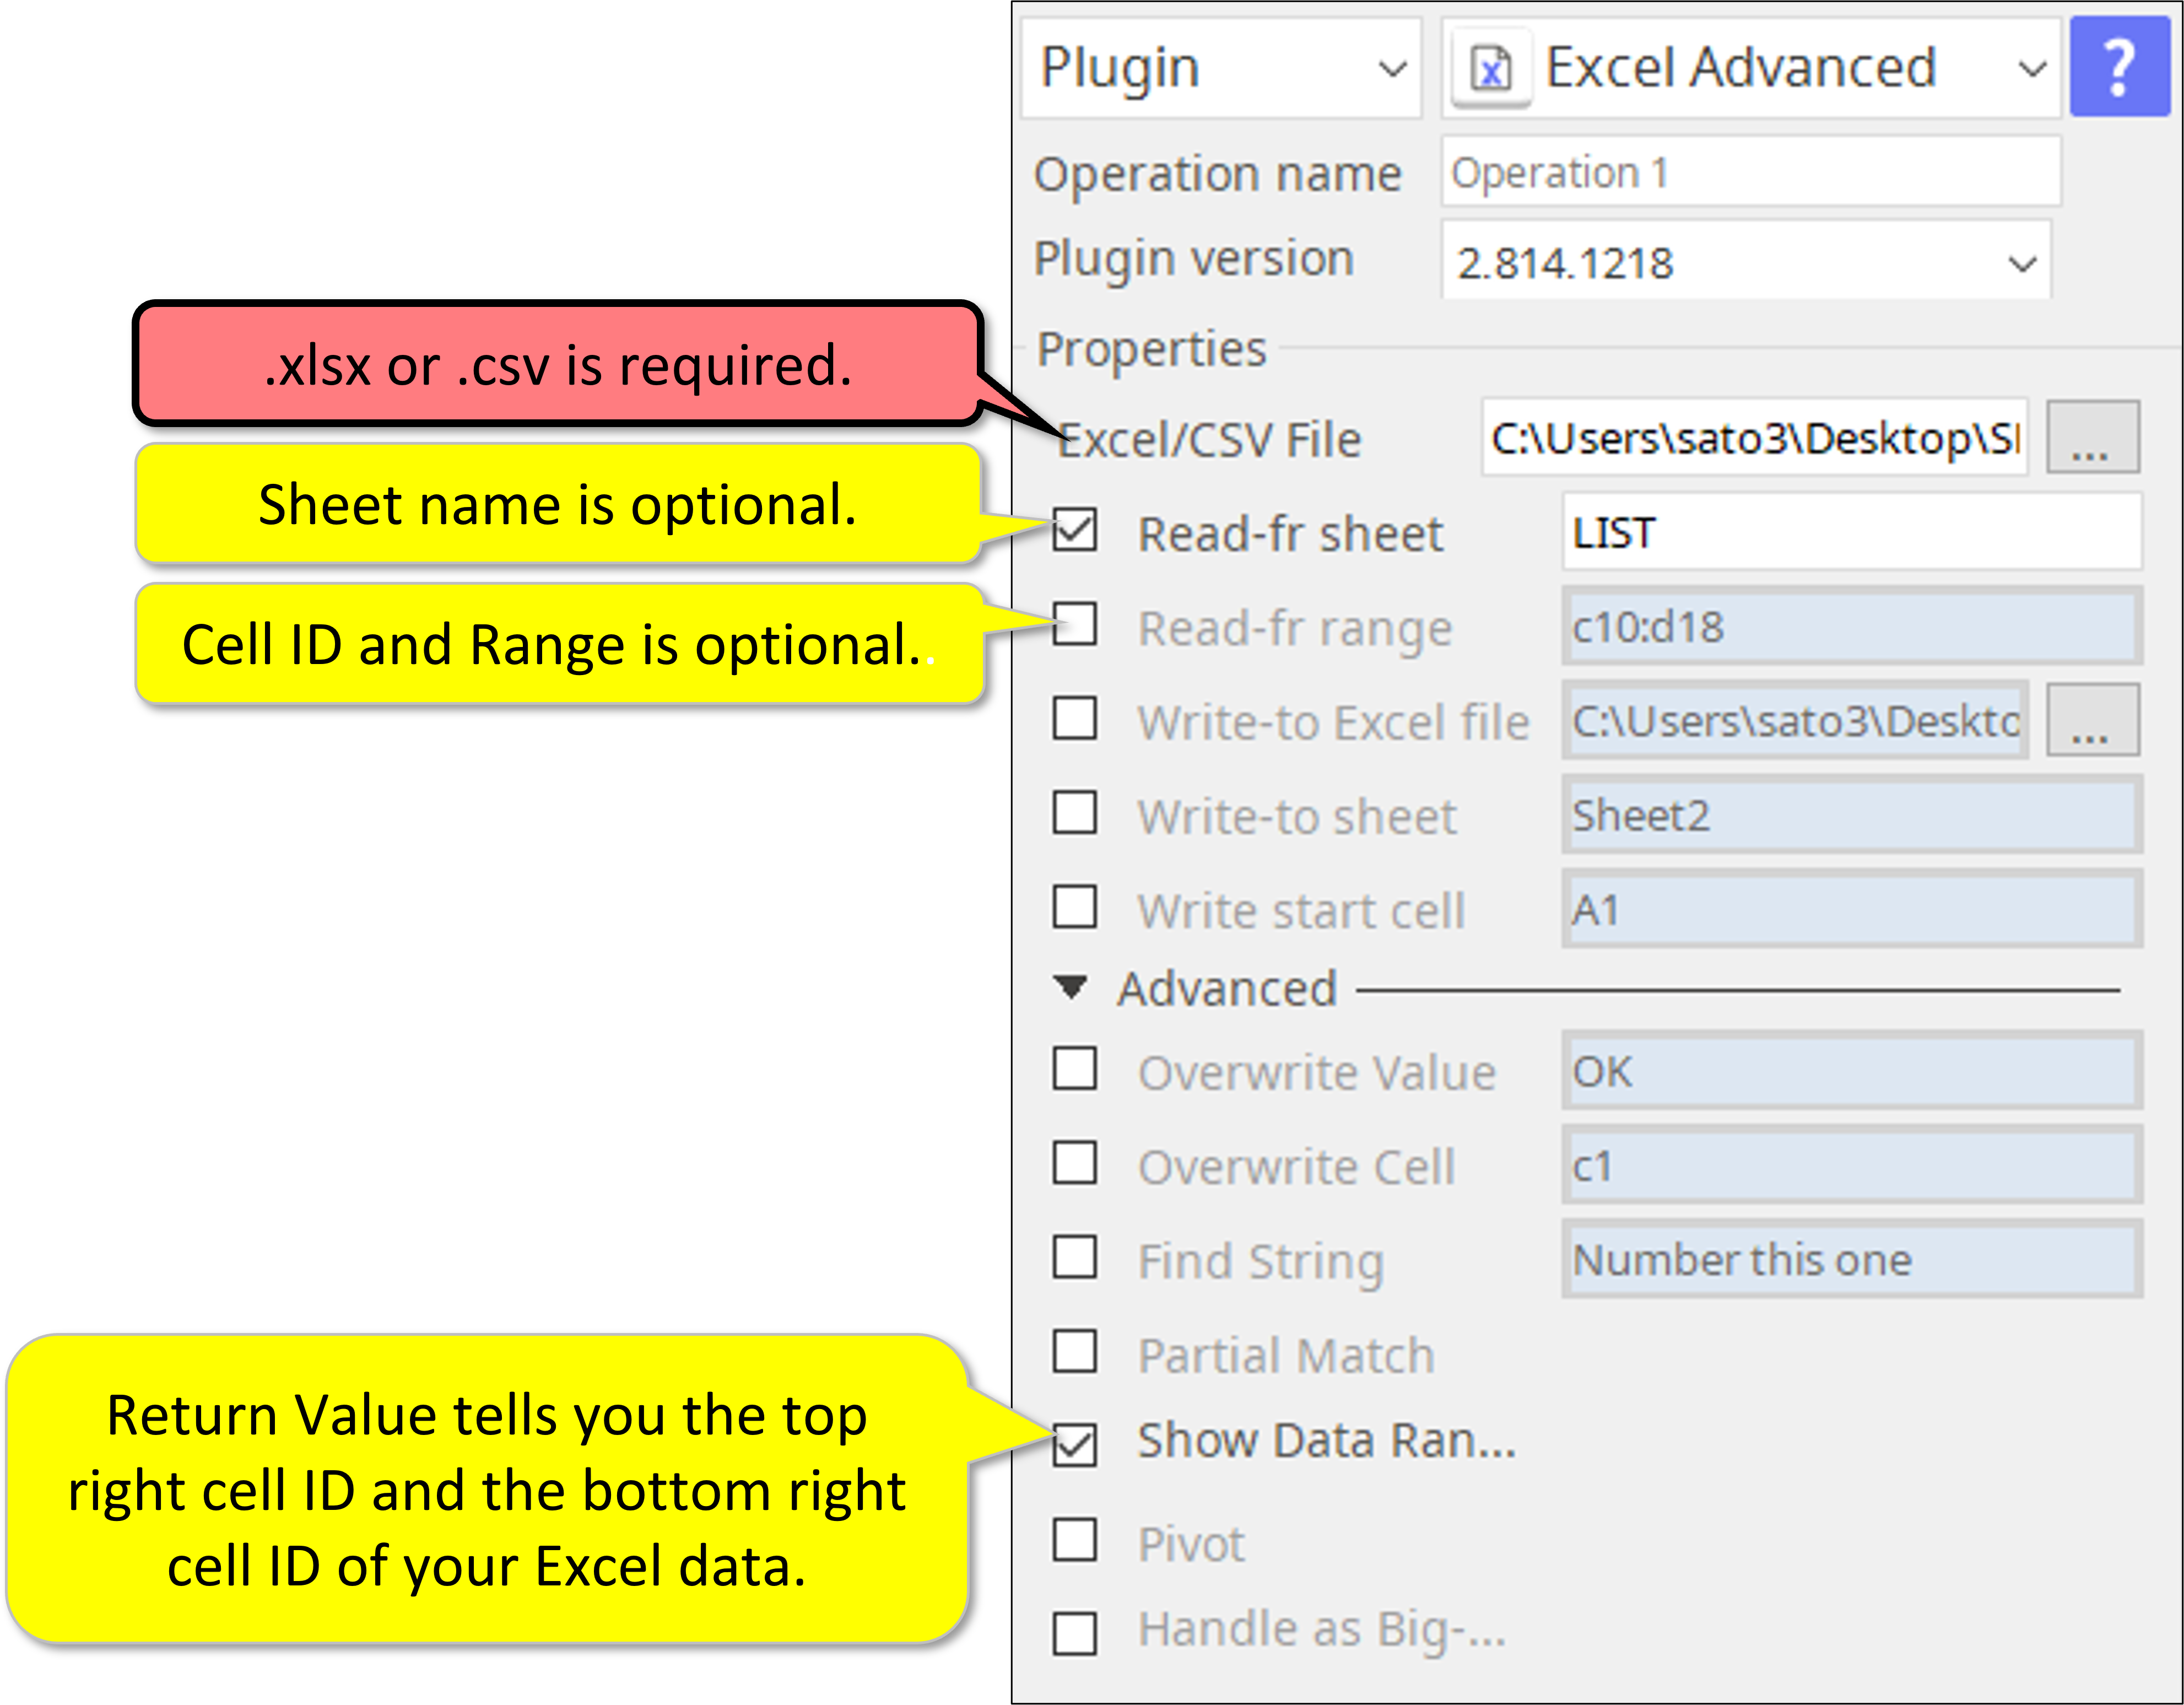 Plugin
Excel Advanced
?
Operation name
Operation 1
Plugin version
2.814.1218
Properties
.xlsx or .csv is required.
Excel/CSV File
C:\Users\sato3\Desktop\S
...
Sheet name is optional.
Read-fr sheet
LIST
Cell ID and Range is optional..
Read-fr range
c10:d18
Write-to Excel file
C:\Users\sato3\Deskto
...
Write-to sheet
Sheet2
Write start cell
A1
Advanced
Overwrite Value
OK
Overwrite Cell
c1
Find String
Number this one
Partial Match
Return Value tells you the top
right cell ID and the bottom right
cell ID of your Excel data.
Show Data Ran...
Pivot
Handle as Big-...